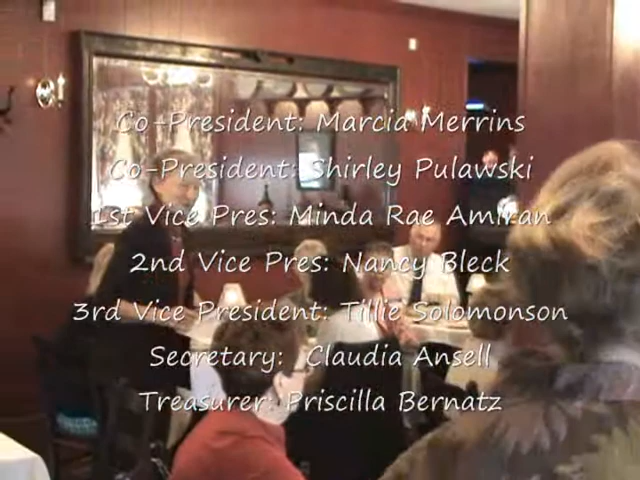 Co-President: Marcia Merrins
Co-President: Shirley Pulawski
1st Vice Pres: Minda Rae Amiran
2nd Vice Pres: Nancy Bleck
3rd Vice President: Tillie Solomonson
Secretary: Claudia Ansell
Treasurer: Priscilla Bernatz